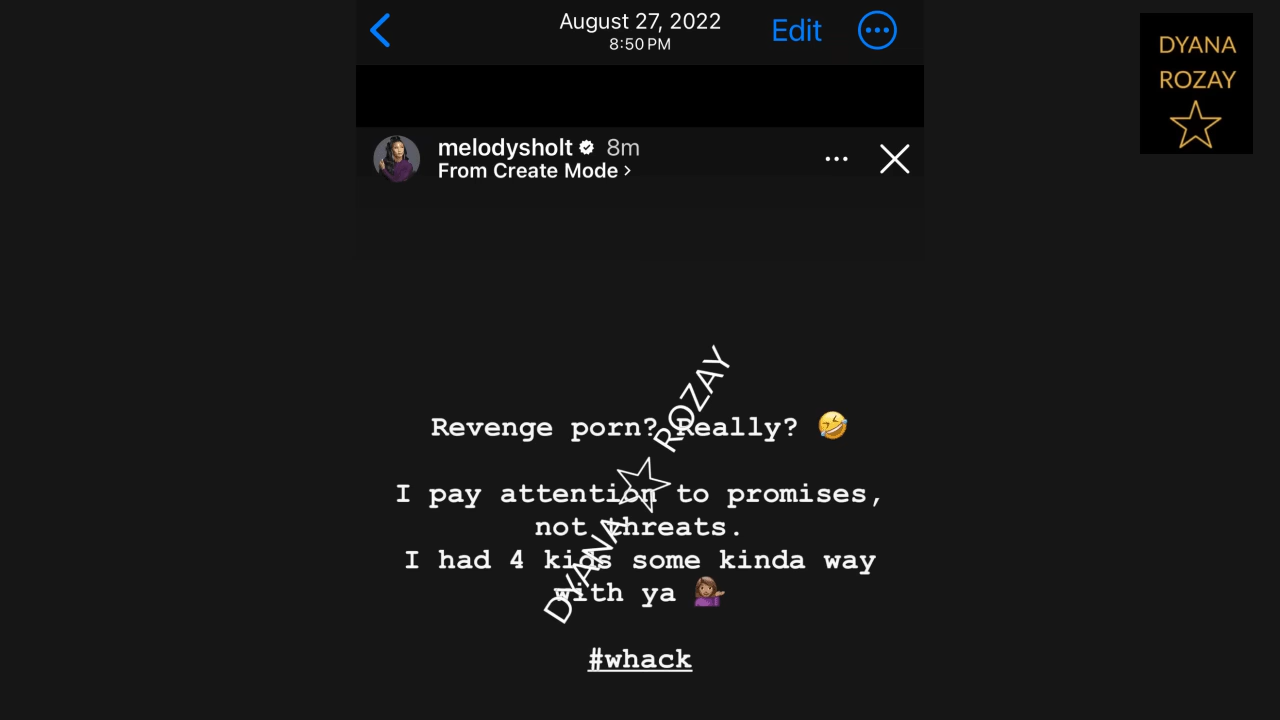 August 27, 2022
8:50 PM
Edit
DYANA
ROZAY
melodysholt 8m
From Create Mode >
Revenge porn? Really? 🤣
I pay attention to promises,
not threats.
I had 4 kids some kinda way
with ya 💁🏽‍♀️
#whack
DYANA ☆ ROZAY